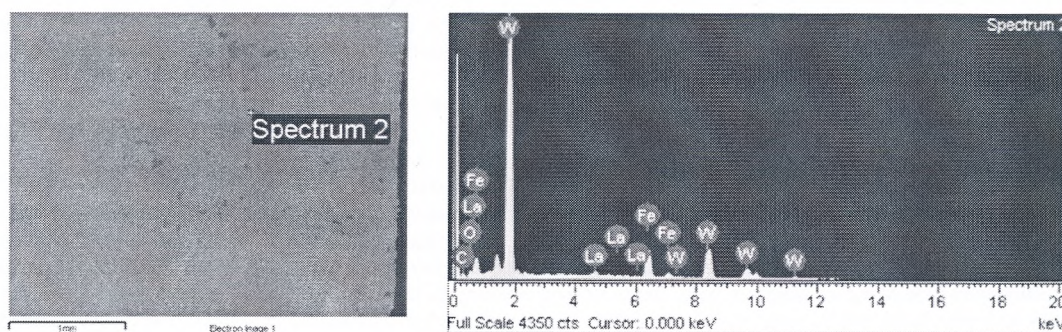 Spectrum 2
1mm
Electron Image 1
Spectrum 2
W
Fe
La
O
C
La
La
La
Fe
Fe
W
W
W
W
0 2 4 6 8 10 12 14 16 18 20
Full Scale 4350 cts Cursor: 0.000 keV
keV